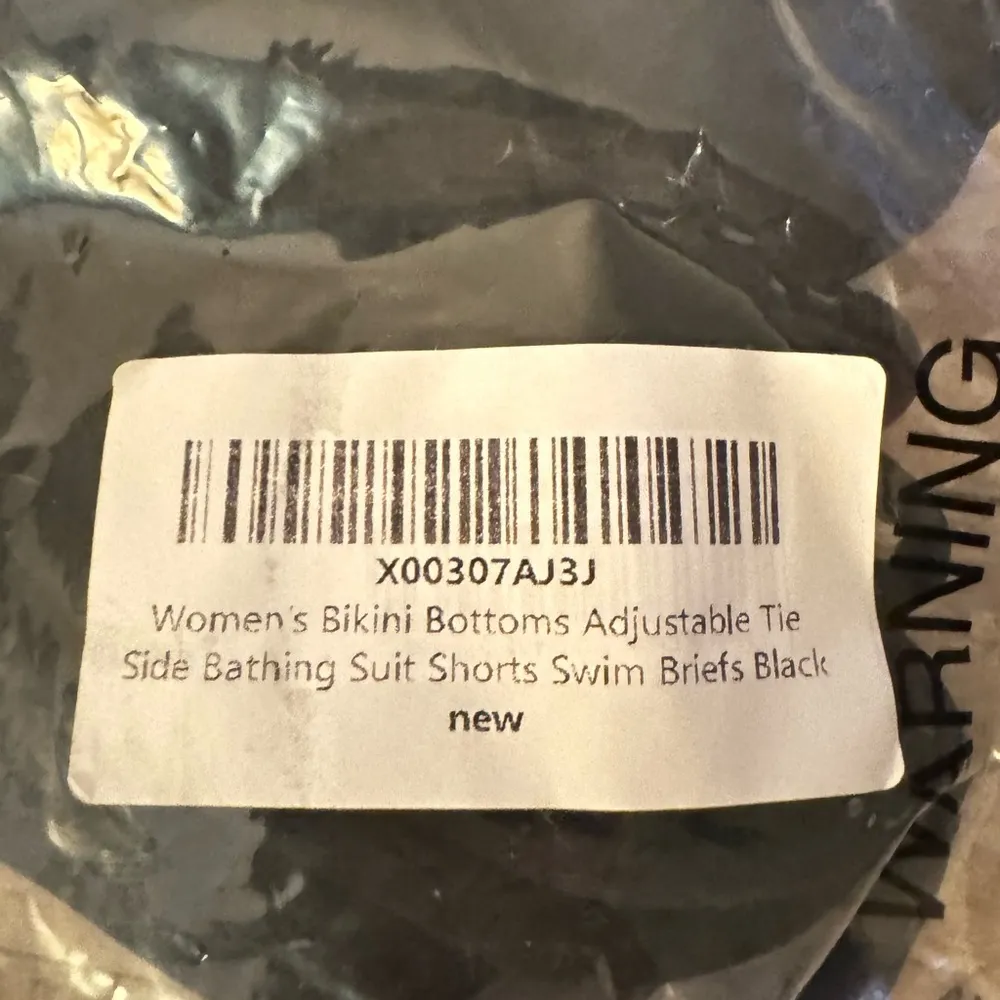 X00307AJ3J
Women's Bikini Bottoms Adjustable Tie
Side Bathing Suit Shorts Swim Briefs Black
new
WARNING